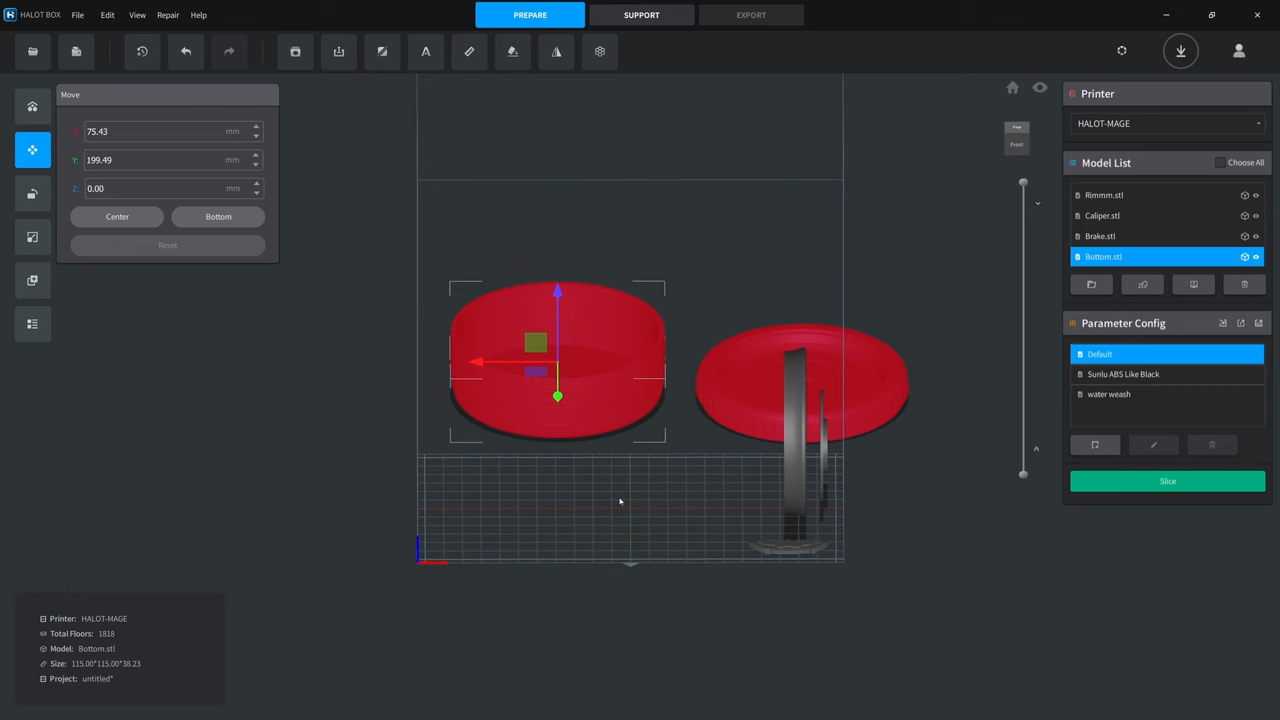 HALOT BOX File Edit View Repair Help
PREPARE SUPPORT EXPORT
Move
X: 75.43 mm
Y: 199.49 mm
Z: 0.00 mm
Center Bottom
Reset
Front
Printer
HALOT-MAGE
Model List Choose All
Rimmm.stl
Caliper.stl
Brake.stl
Bottom.stl
Parameter Config
Default
Sunlu ABS Like Black
water weash
Slice
Printer: HALOT-MAGE
Total Floors: 1818
Model: Bottom.stl
Size: 115.00*115.00*38.23
Project: untitled*